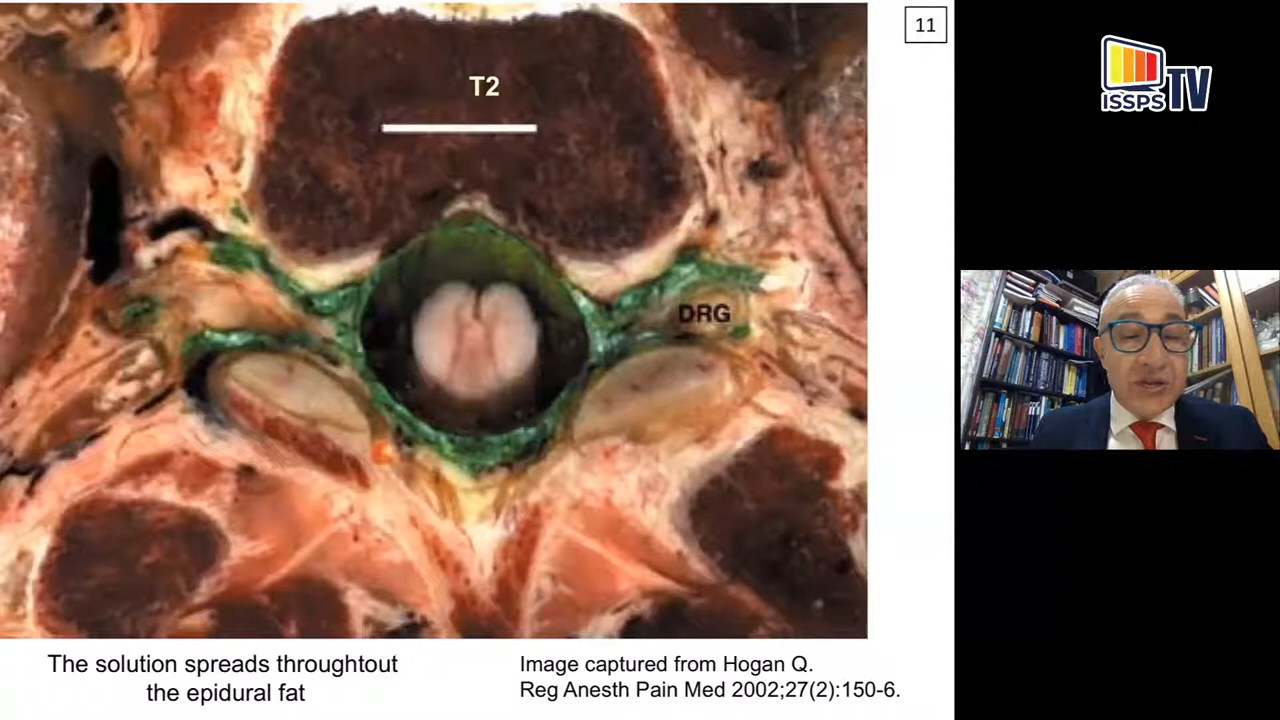 11
ISSPS TV
T2
DRG
The solution spreads throughtout
the epidural fat
Image captured from Hogan Q.
Reg Anesth Pain Med 2002;27(2):150-6.